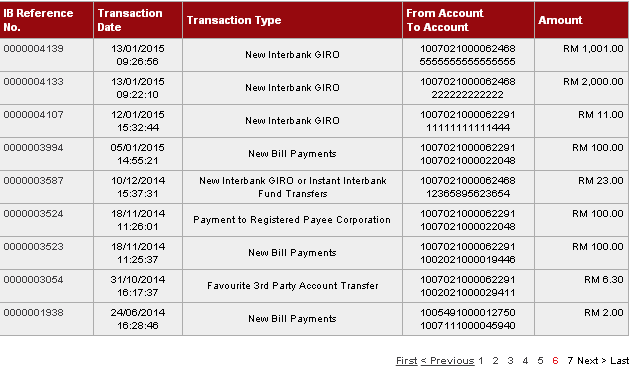 IB Reference No. Transaction Date Transaction Type From Account To Account Amount
0000004139 13/01/2015 09:26:56 New Interbank GIRO 1007021000062468 5555555555555555 RM 1,001.00
0000004133 13/01/2015 09:22:10 New Interbank GIRO 1007021000062468 222222222222 RM 2,000.00
0000004107 12/01/2015 15:32:44 New Interbank GIRO 1007021000062291 11111111111444 RM 11.00
0000003994 05/01/2015 14:55:21 New Bill Payments 1007021000062291 1007021000022048 RM 100.00
0000003587 10/12/2014 15:37:31 New Interbank GIRO or Instant Interbank Fund Transfers 1007021000062468 12365895623654 RM 23.00
0000003524 18/11/2014 11:26:01 Payment to Registered Payee Corporation 1007021000062291 1007021000022048 RM 100.00
0000003523 18/11/2014 11:25:37 New Bill Payments 1007021000062291 1002021000019446 RM 100.00
0000003054 31/10/2014 16:17:37 Favourite 3rd Party Account Transfer 1007021000062291 1002021000029411 RM 6.30
0000001938 24/06/2014 16:28:46 New Bill Payments 1005491000012750 1007111000045940 RM 2.00
First < Previous 1 2 3 4 5 6 7 Next > Last